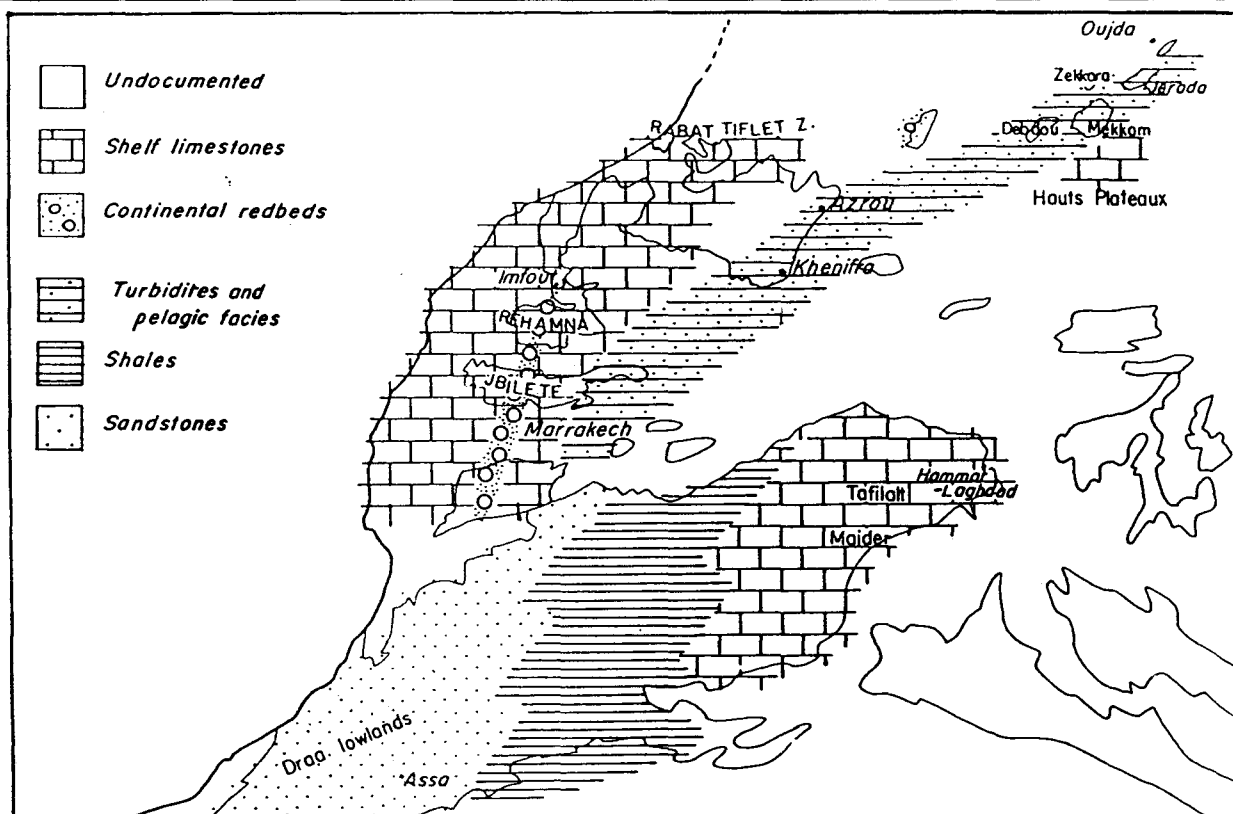 Undocumented
Shelf limestones
Continental redbeds
Turbidites and
pelagic facies
Shales
Sandstones
Oujda
Zekkara
Jerada
Debdou
Mekkam
Hauts Plateaux
RABAT TIFLET Z.
Azrou
Khenifra
Imfout
REHAMNA
JBILETE
Marrakech
Hammar
-Laghdad
Tafilalt
Maider
Draa lowlands
Assa